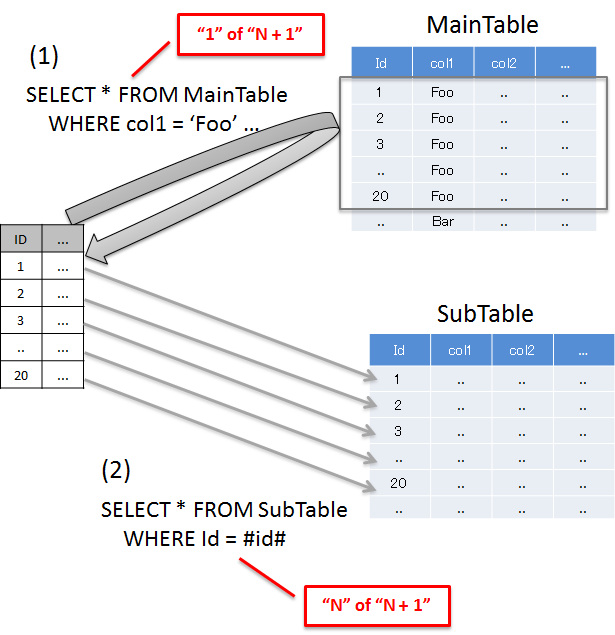 “1” of “N + 1”
(1)
SELECT * FROM MainTable
WHERE col1 = ‘Foo’ ...
MainTable
Id col1 col2 ...
1 Foo .. ..
2 Foo .. ..
3 Foo .. ..
.. Foo .. ..
20 Foo .. ..
.. Bar .. ..
ID ...
1 ...
2 ...
3 ...
.. ...
20 ...
SubTable
Id col1 col2 ...
1 .. .. ..
2 .. .. ..
3 .. .. ..
.. .. .. ..
20 .. .. ..
.. .. .. ..
(2)
SELECT * FROM SubTable
WHERE Id = #id#
“N” of “N + 1”